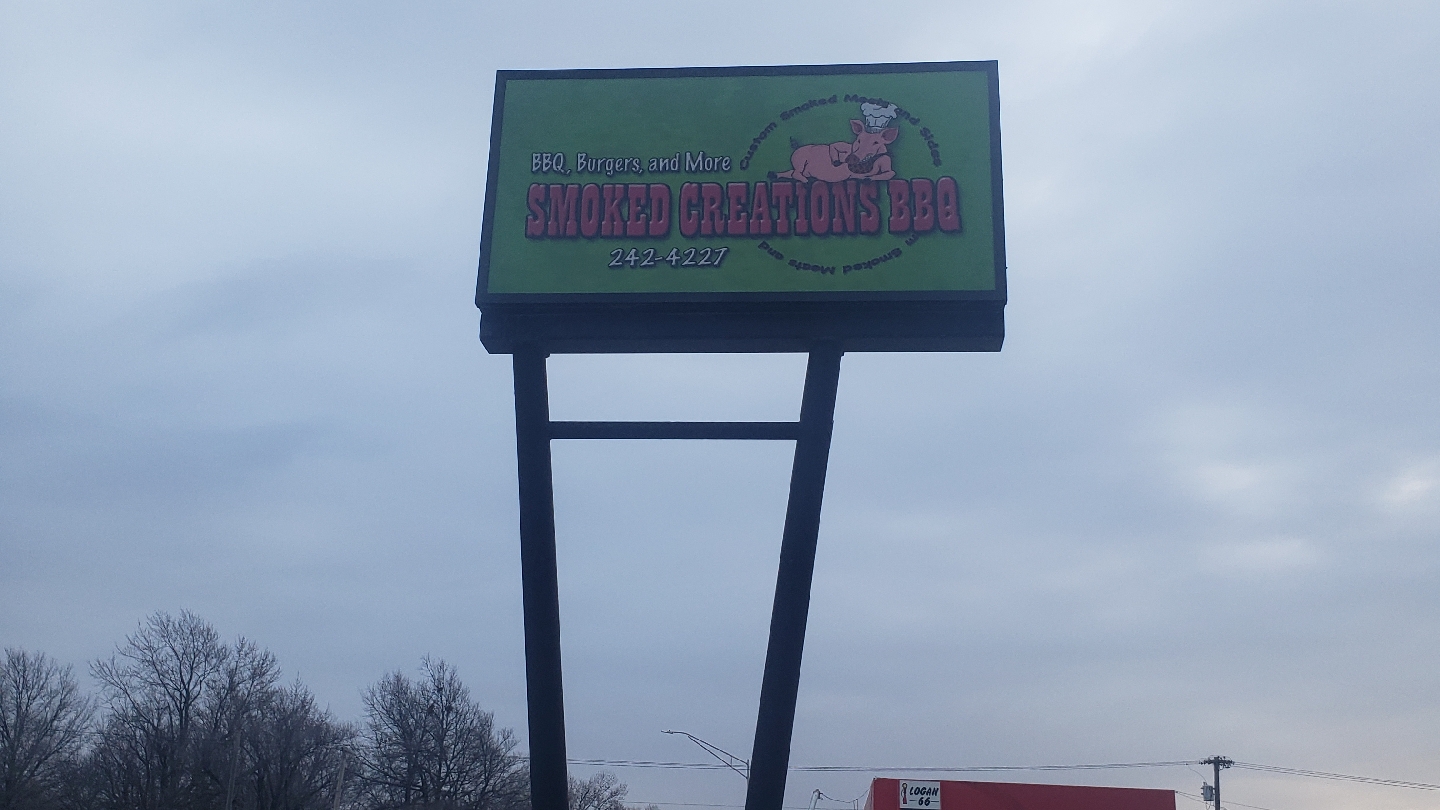 Custom Smoked Meats and Sides
BBQ, Burgers, and More
SMOKED CREATIONS BBQ
242-4227
Smoked Meats and
LOGAN
-66-